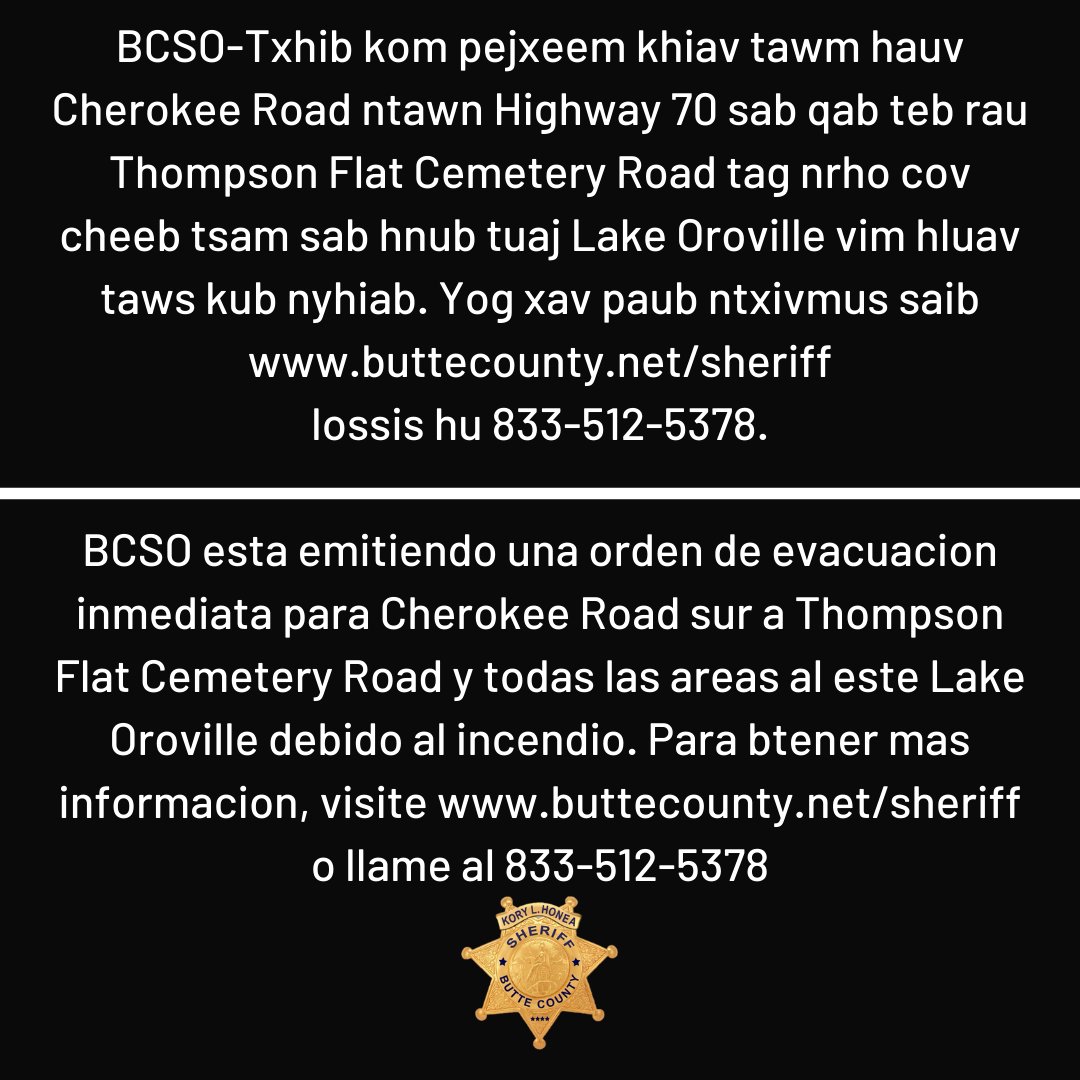 BCSO-Txhib kom pejxeem khiav tawm hauv
Cherokee Road ntawn Highway 70 sab qab teb rau
Thompson Flat Cemetery Road tag nrho cov
cheeb tsam sab hnub tuaj Lake Oroville vim hluav
taws kub nyhiab. Yog xav paub ntxivmus saib
www.buttecounty.net/sheriff
lossis hu 833-512-5378.
BCSO esta emitiendo una orden de evacuacion
inmediata para Cherokee Road sur a Thompson
Flat Cemetery Road y todas las areas al este Lake
Oroville debido al incendio. Para btener mas
informacion, visite www.buttecounty.net/sheriff
o llame al 833-512-5378
KORY L. HONEA
SHERIFF
BUTTE COUNTY